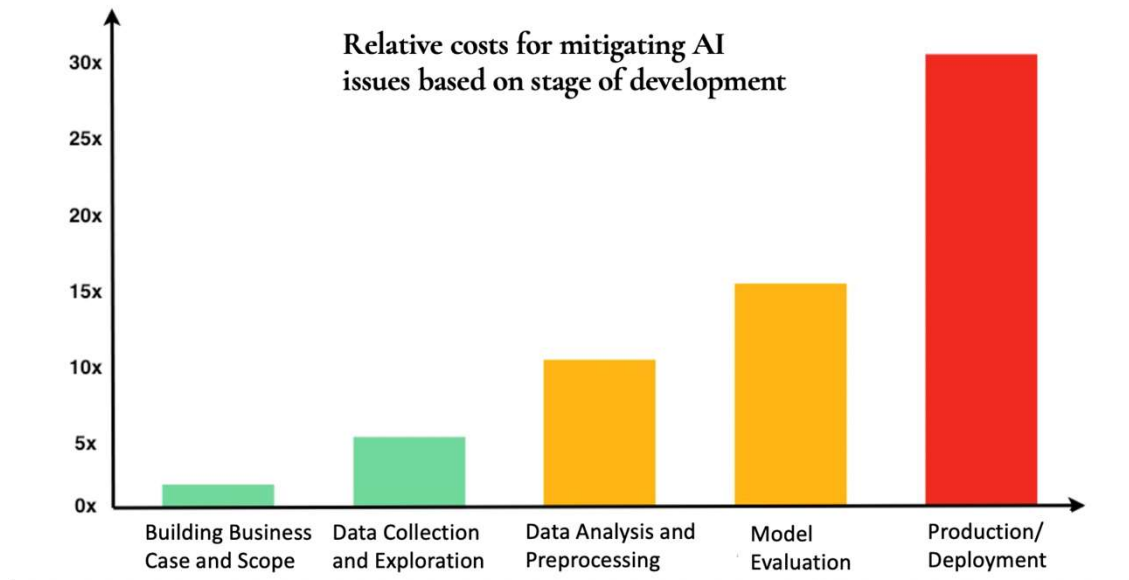 Relative costs for mitigating AI
issues based on stage of development
30x
25x
20x
15x
10x
5x
0x
Building Business
Case and Scope
Data Collection
and Exploration
Data Analysis and
Preprocessing
Model
Evaluation
Production/
Deployment